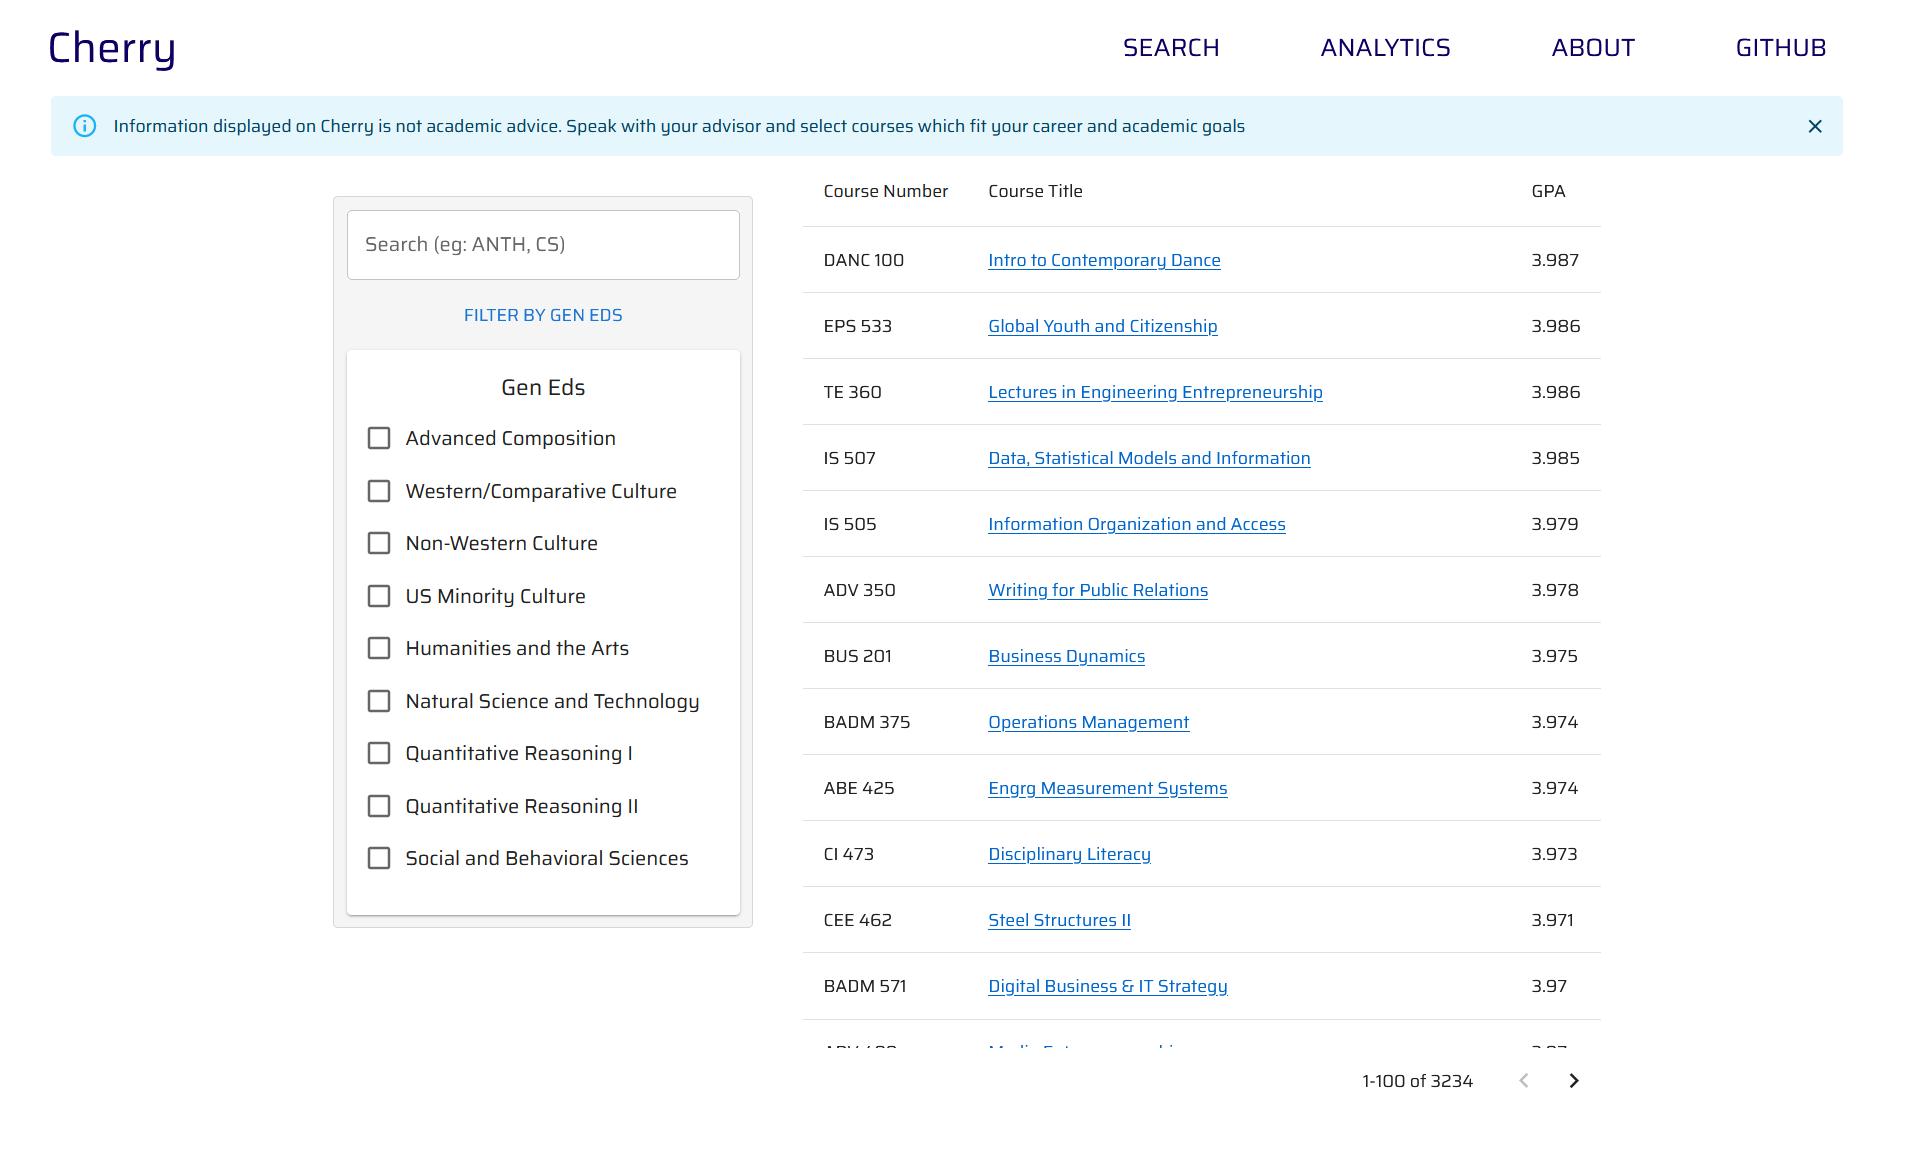 Cherry
SEARCH
ANALYTICS
ABOUT
GITHUB
Information displayed on Cherry is not academic advice. Speak with your advisor and select courses which fit your career and academic goals
Search (eg: ANTH, CS)
FILTER BY GEN EDS
Gen Eds
Advanced Composition
Western/Comparative Culture
Non-Western Culture
US Minority Culture
Humanities and the Arts
Natural Science and Technology
Quantitative Reasoning I
Quantitative Reasoning II
Social and Behavioral Sciences
Course Number Course Title GPA
DANC 100 Intro to Contemporary Dance 3.987
EPS 533 Global Youth and Citizenship 3.986
TE 360 Lectures in Engineering Entrepreneurship 3.986
IS 507 Data, Statistical Models and Information 3.985
IS 505 Information Organization and Access 3.979
ADV 350 Writing for Public Relations 3.978
BUS 201 Business Dynamics 3.975
BADM 375 Operations Management 3.974
ABE 425 Engrg Measurement Systems 3.974
CI 473 Disciplinary Literacy 3.973
CEE 462 Steel Structures II 3.971
BADM 571 Digital Business & IT Strategy 3.97
1-100 of 3234